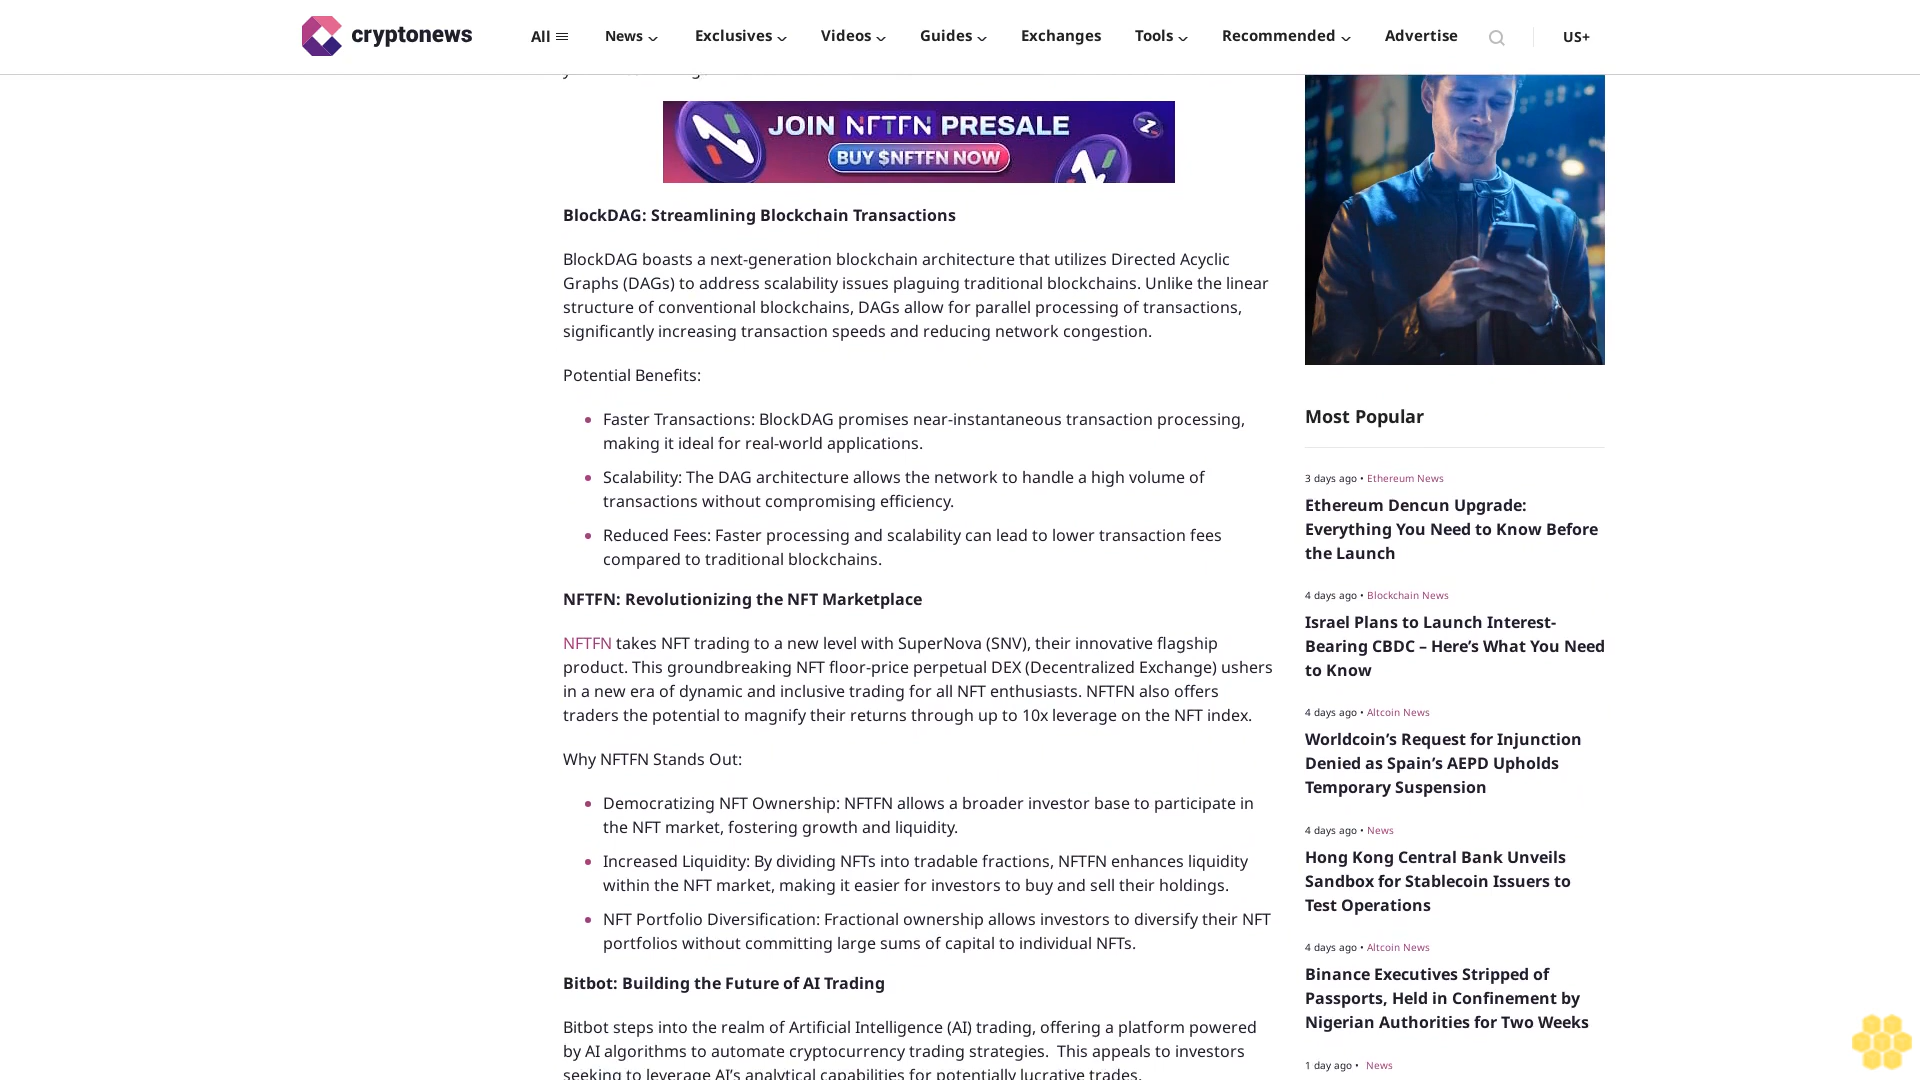 cryptonews
All
News
Exclusives
Videos
Guides
Exchanges
Tools
Recommended
Advertise
US+
JOIN NFTFN PRESALE
BUY $NFTFN NOW
BlockDAG: Streamlining Blockchain Transactions
BlockDAG boasts a next-generation blockchain architecture that utilizes Directed Acyclic
Graphs (DAGs) to address scalability issues plaguing traditional blockchains. Unlike the linear
structure of conventional blockchains, DAGs allow for parallel processing of transactions,
significantly increasing transaction speeds and reducing network congestion.
Potential Benefits:
Faster Transactions: BlockDAG promises near-instantaneous transaction processing,
making it ideal for real-world applications.
Scalability: The DAG architecture allows the network to handle a high volume of
transactions without compromising efficiency.
Reduced Fees: Faster processing and scalability can lead to lower transaction fees
compared to traditional blockchains.
NFTFN: Revolutionizing the NFT Marketplace
NFTFN takes NFT trading to a new level with SuperNova (SNV), their innovative flagship
product. This groundbreaking NFT floor-price perpetual DEX (Decentralized Exchange) ushers
in a new era of dynamic and inclusive trading for all NFT enthusiasts. NFTFN also offers
traders the potential to magnify their returns through up to 10x leverage on the NFT index.
Why NFTFN Stands Out:
Democratizing NFT Ownership: NFTFN allows a broader investor base to participate in
the NFT market, fostering growth and liquidity.
Increased Liquidity: By dividing NFTs into tradable fractions, NFTFN enhances liquidity
within the NFT market, making it easier for investors to buy and sell their holdings.
NFT Portfolio Diversification: Fractional ownership allows investors to diversify their NFT
portfolios without committing large sums of capital to individual NFTs.
Bitbot: Building the Future of AI Trading
Bitbot steps into the realm of Artificial Intelligence (AI) trading, offering a platform powered
by AI algorithms to automate cryptocurrency trading strategies. This appeals to investors
seeking to leverage AI's analytical capabilities for potentially lucrative trades.
Most Popular
3 days ago • Ethereum News
Ethereum Dencun Upgrade:
Everything You Need to Know Before
the Launch
4 days ago • Blockchain News
Israel Plans to Launch Interest-
Bearing CBDC – Here's What You Need
to Know
4 days ago • Altcoin News
Worldcoin's Request for Injunction
Denied as Spain's AEPD Upholds
Temporary Suspension
4 days ago • News
Hong Kong Central Bank Unveils
Sandbox for Stablecoin Issuers to
Test Operations
4 days ago • Altcoin News
Binance Executives Stripped of
Passports, Held in Confinement by
Nigerian Authorities for Two Weeks
1 day ago • News